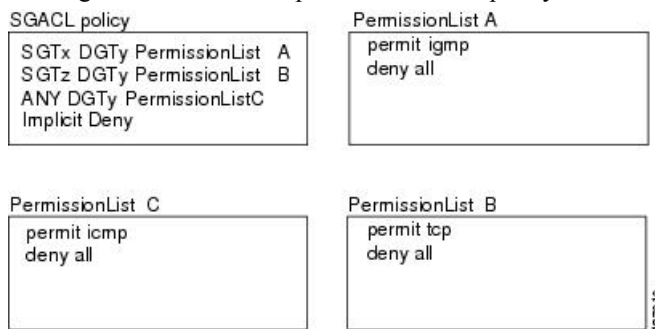 SGACL policy
SGTx DGTy PermissionList A
SGTz DGTy PermissionList B
ANY DGTy PermissionListC
Implicit Deny
PermissionList A
permit igmp
deny all
PermissionList C
permit icmp
deny all
PermissionList B
permit tcp
deny all